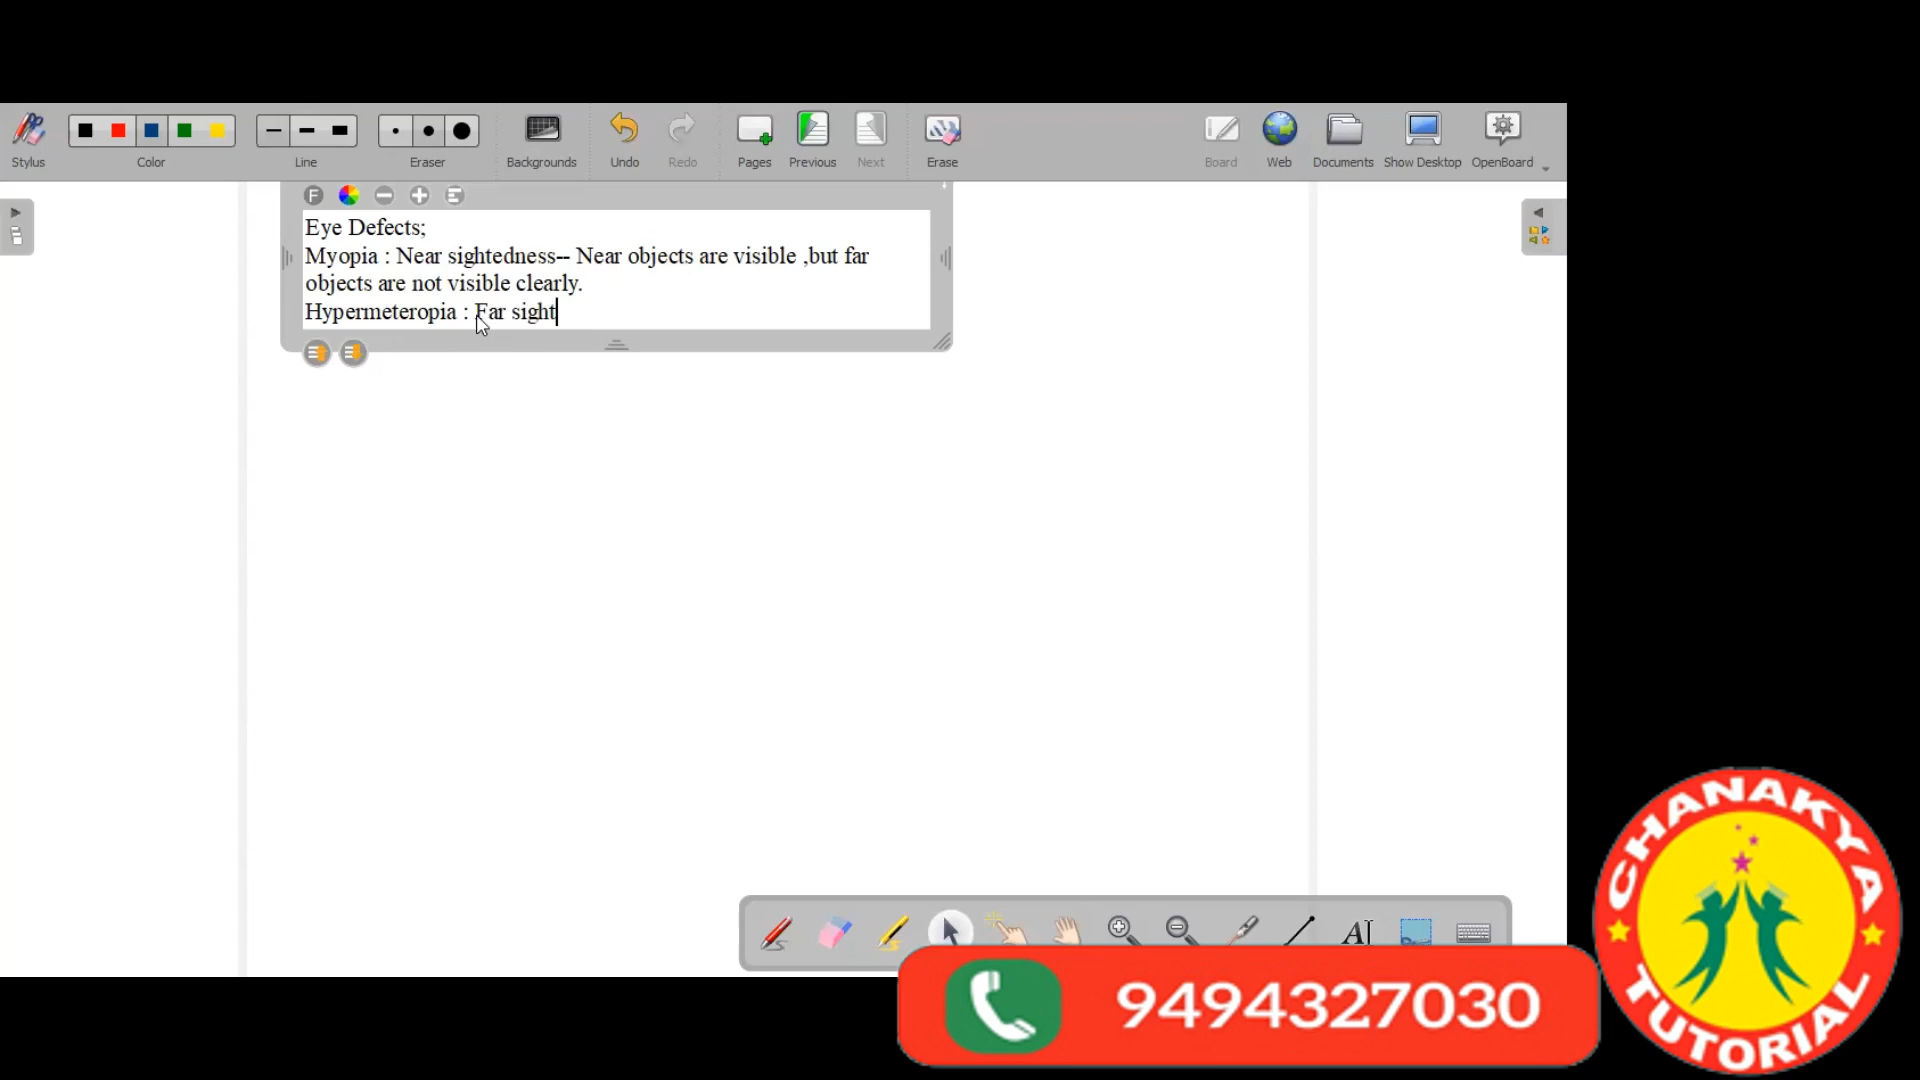 Stylus
Color
Line
Eraser
Backgrounds
Undo
Redo
Pages
Previous
Next
Erase
Board
Web
Documents
Show Desktop
OpenBoard
F
Eye Defects;
Myopia : Near sightedness-- Near objects are visible ,but far
objects are not visible clearly.
Hypermeteropia : Far sight
AI
9494327030
CHANAKYA
TUTORIAL